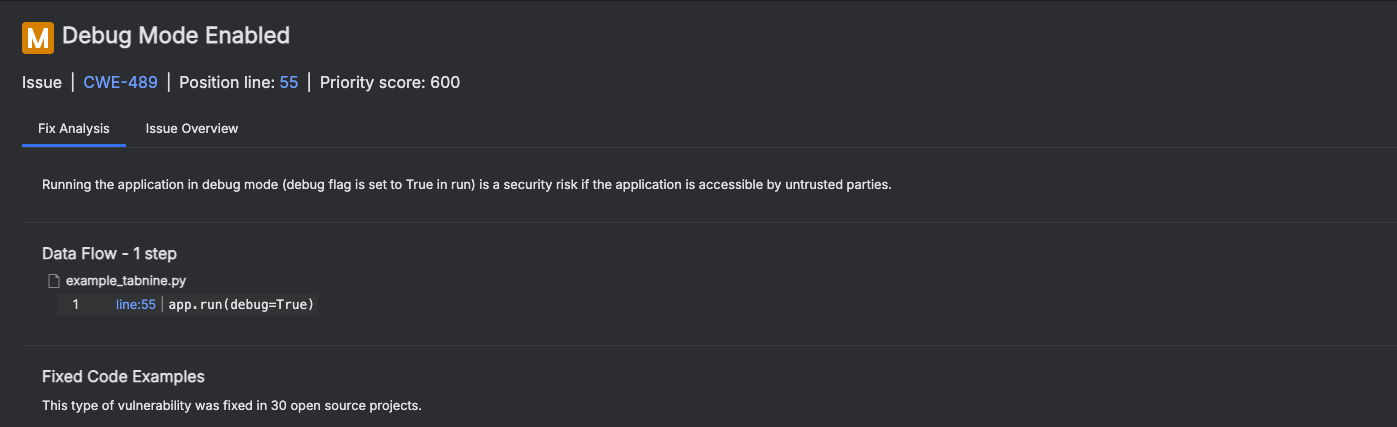 M Debug Mode Enabled
Issue | CWE-489 | Position line: 55 | Priority score: 600
Fix Analysis Issue Overview
Running the application in debug mode (debug flag is set to True in run) is a security risk if the application is accessible by untrusted parties.
Data Flow - 1 step
example_tabnine.py
1 line:55 | app.run(debug=True)
Fixed Code Examples
This type of vulnerability was fixed in 30 open source projects.